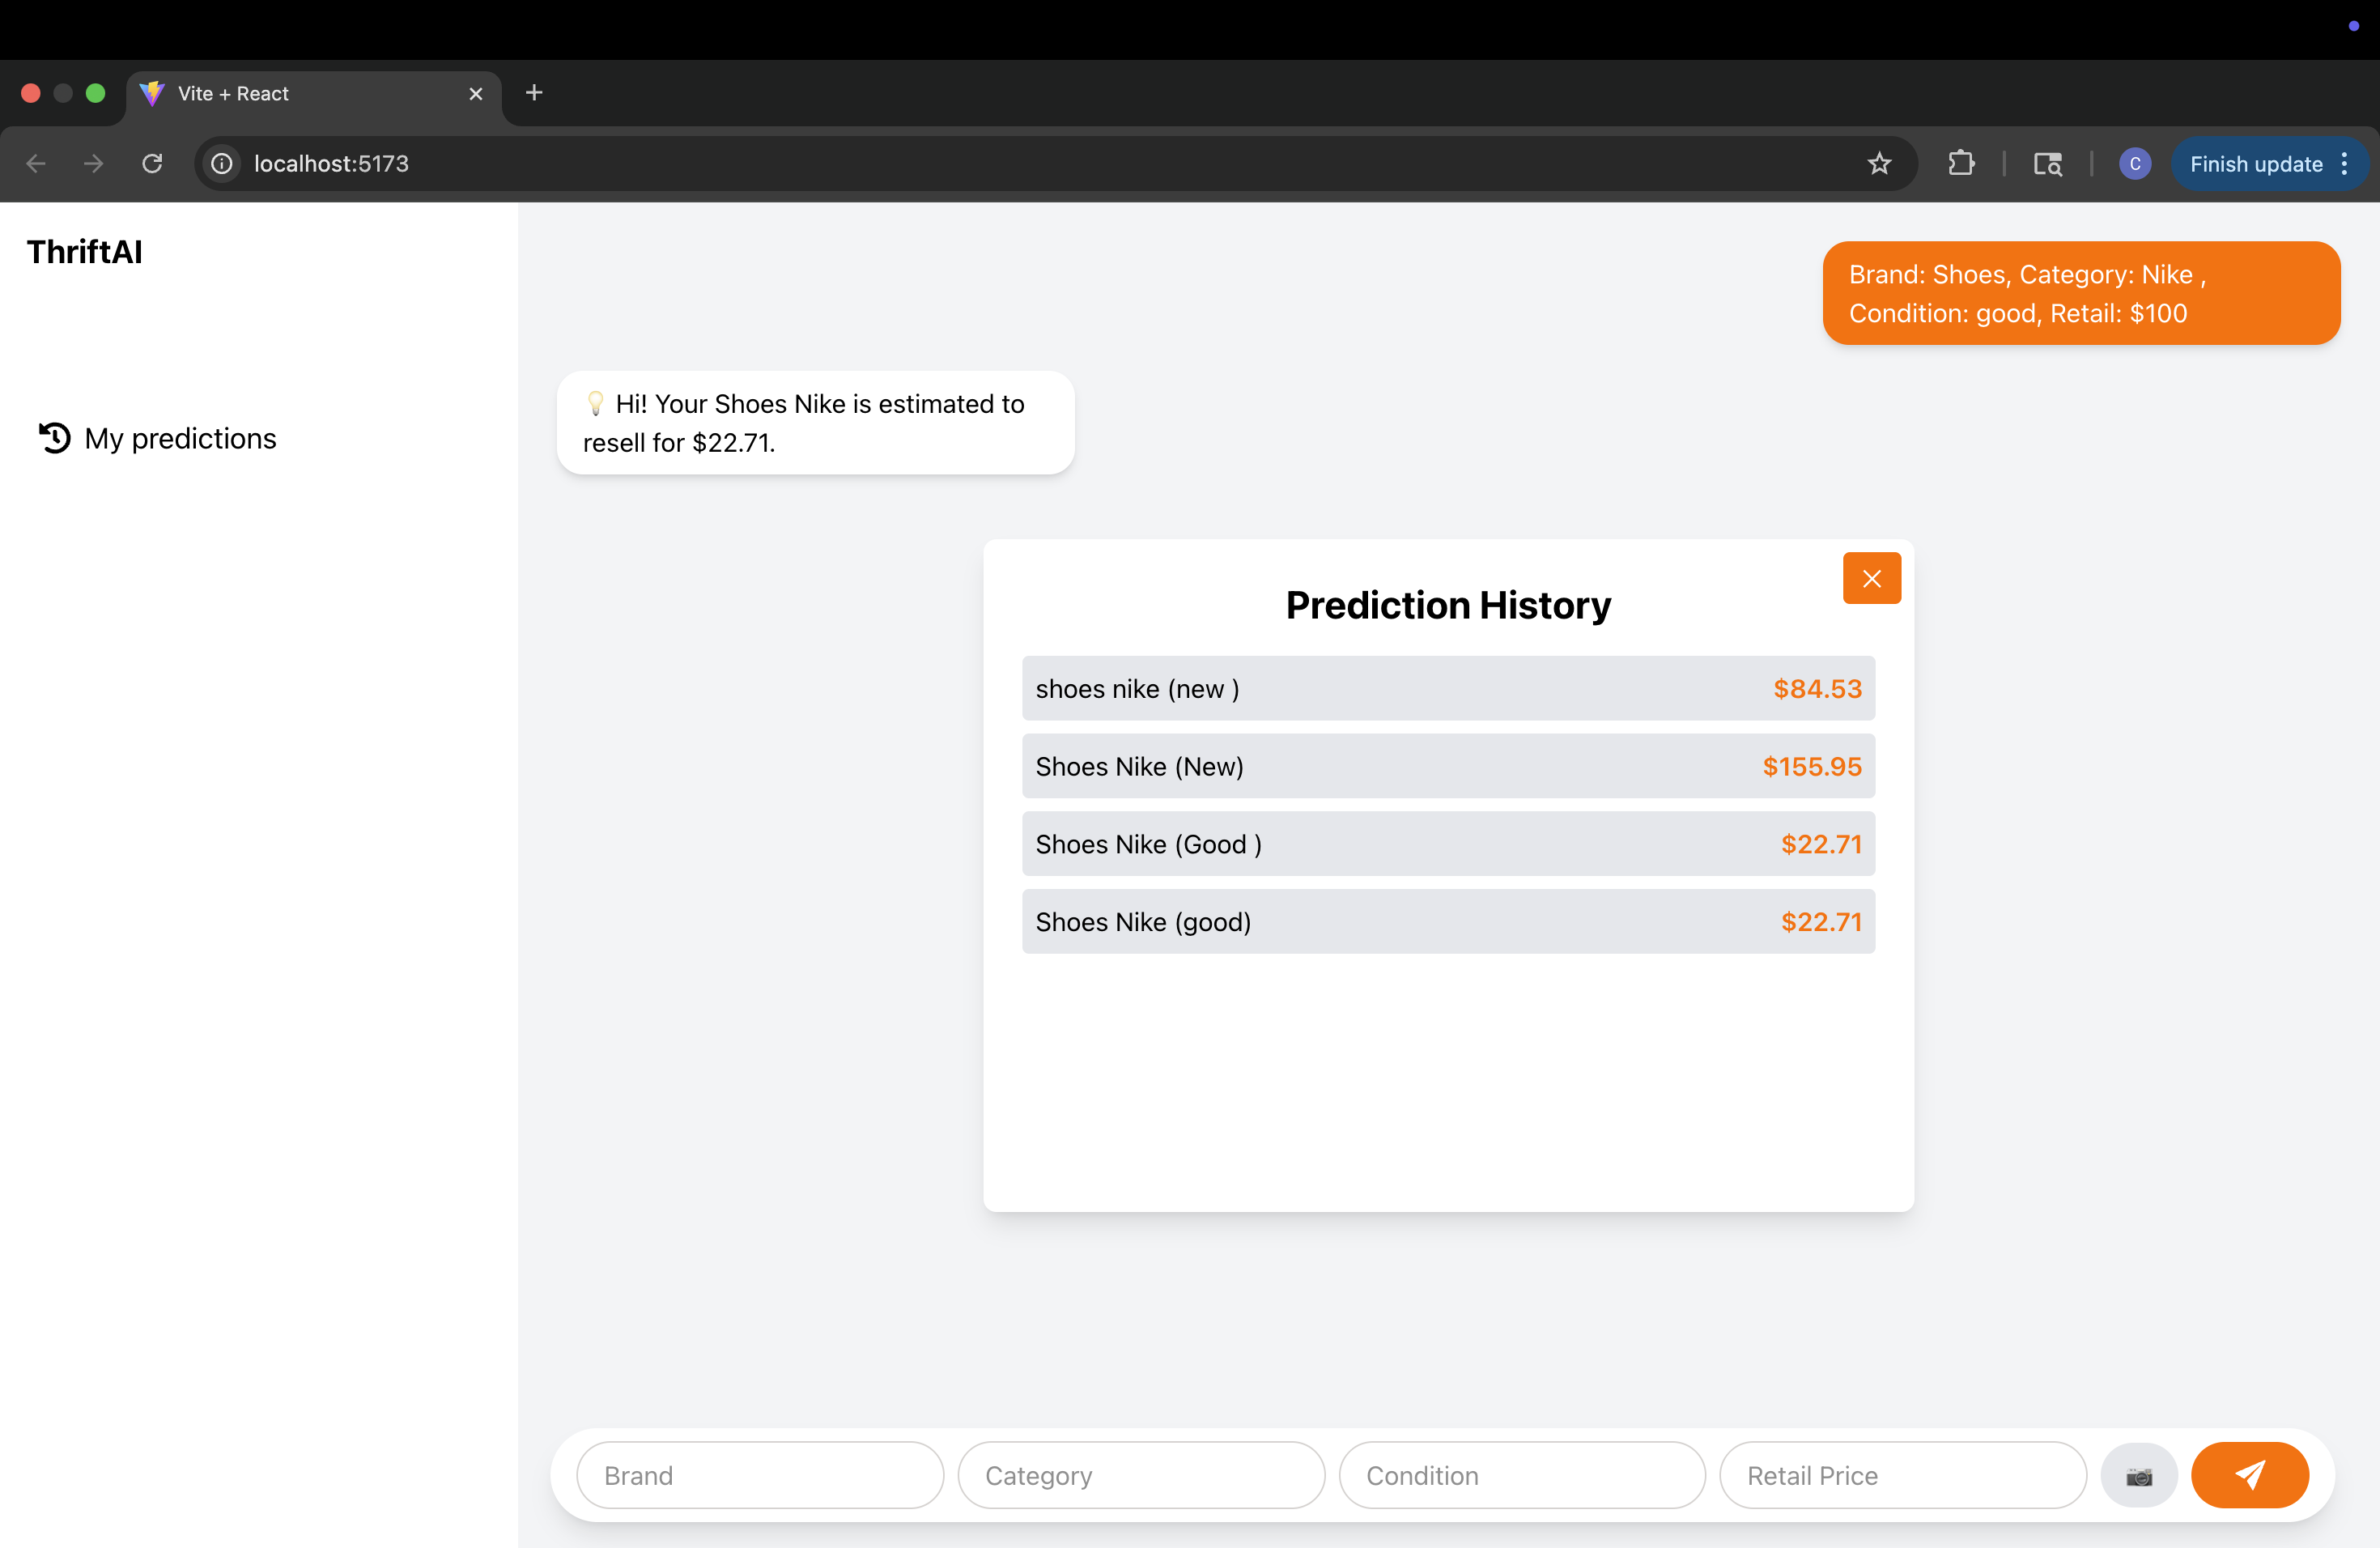 Vite + React
localhost:5173
C
Finish update
ThriftAI
My predictions
Brand: Shoes, Category: Nike ,
Condition: good, Retail: $100
💡 Hi! Your Shoes Nike is estimated to
resell for $22.71.
Prediction History
shoes nike (new ) $84.53
Shoes Nike (New) $155.95
Shoes Nike (Good ) $22.71
Shoes Nike (good) $22.71
Brand Category Condition Retail Price